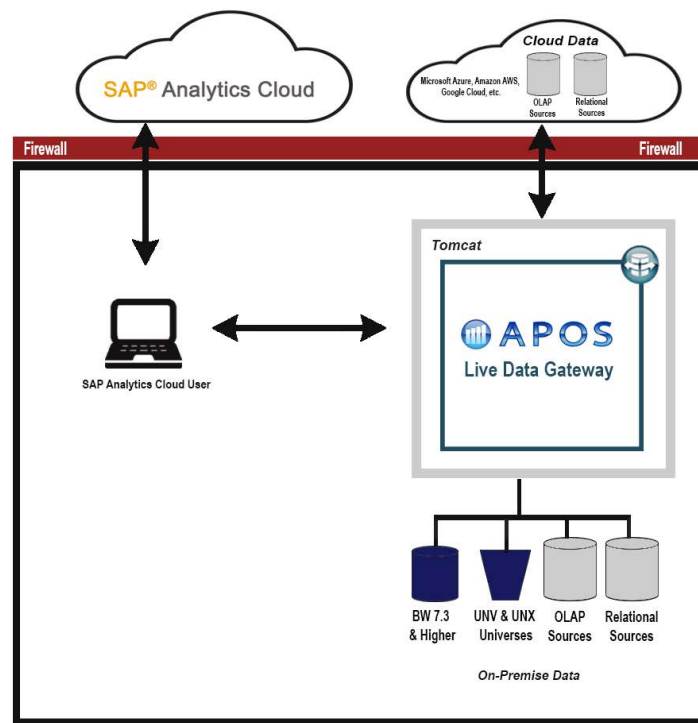 SAP® Analytics Cloud
Cloud Data
Microsoft Azure, Amazon AWS,
Google Cloud, etc.
OLAP
Sources
Relational
Sources
Firewall
Firewall
Tomcat
APOS
Live Data Gateway
SAP Analytics Cloud User
BW 7.3
& Higher
UNV & UNX
Universes
OLAP
Sources
Relational
Sources
On-Premise Data